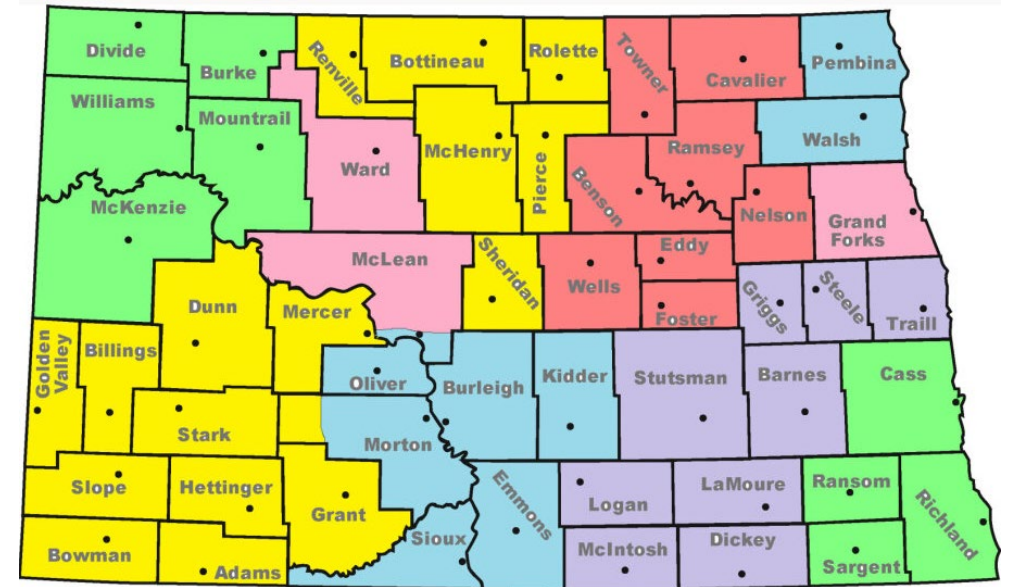 Divide
Burke
Renville
Bottineau
Rolette
Towner
Cavalier
Pembina
Williams
Mountrail
Ward
McHenry
Pierce
Benson
Ramsey
Walsh
McKenzie
Nelson
Grand
Forks
McLean
Sheridan
Wells
Eddy
Foster
Griggs
Steele
Traill
Dunn
Mercer
Golden
Valley
Billings
Oliver
Burleigh
Kidder
Stutsman
Barnes
Cass
Stark
Morton
Slope
Hettinger
Grant
Emmons
Logan
LaMoure
Ransom
Richland
Bowman
Adams
Sioux
McIntosh
Dickey
Sargent